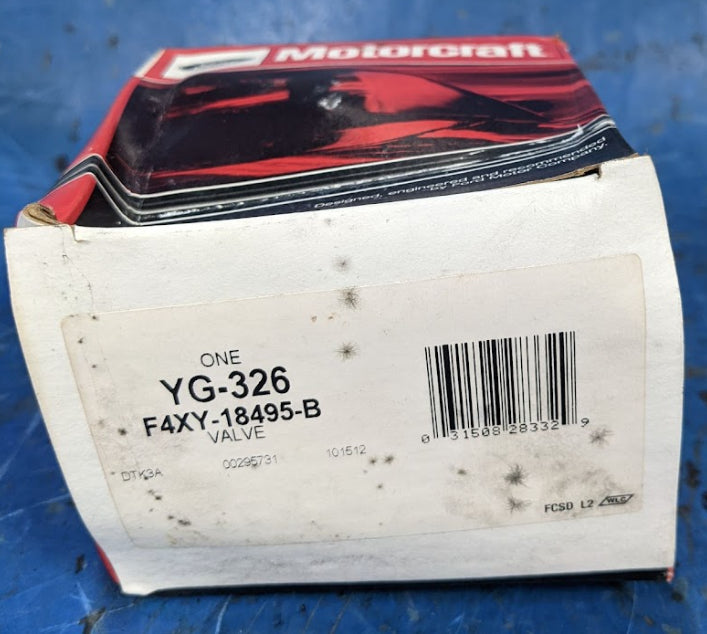 Motorcraft
Designed, engineered and recommended
by Ford Motor Company.
ONE
YG-326
F4XY-18495-B
VALVE
DTK3A 00295731 101512
0 31508 28332 9
FCSD L2 WLC